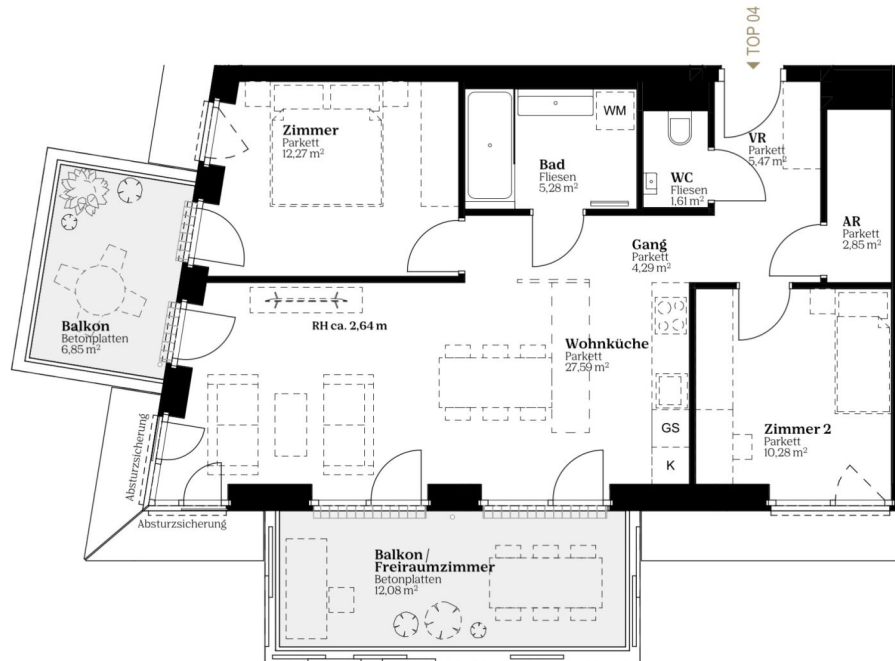 TOP 04
Zimmer
Parkett
12,27 m²
WM
Bad
Fliesen
5,28 m²
WC
Fliesen
1,61 m²
VR
Parkett
5,47 m²
AR
Parkett
2,85 m²
Gang
Parkett
4,29 m²
Balkon
Betonplatten
6,85 m²
RH ca. 2,64 m
Wohnküche
Parkett
27,59 m²
GS
K
Zimmer 2
Parkett
10,28 m²
Absturzsicherung
Absturzsicherung
Balkon /
Freiraumzimmer
Betonplatten
12,08 m²